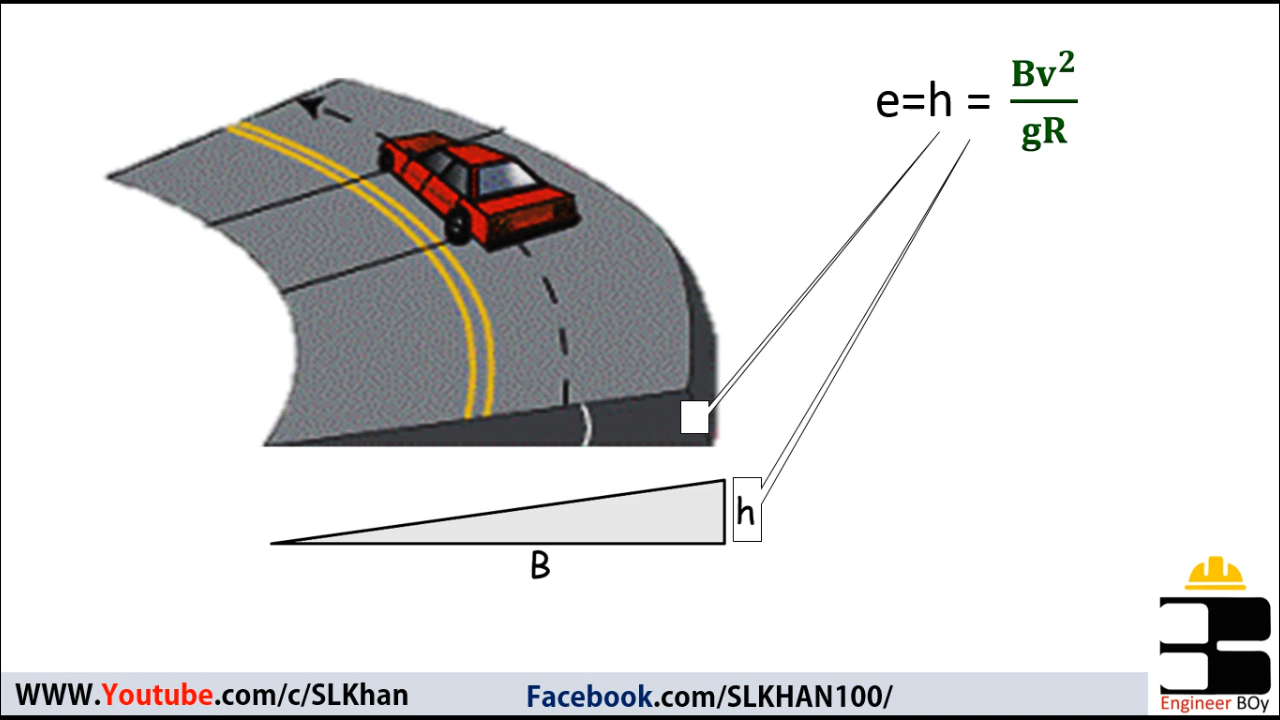 e=h = Bv²/gR
h
B
WWW.Youtube.com/c/SLKhan
Facebook.com/SLKHAN100/
Engineer BOy